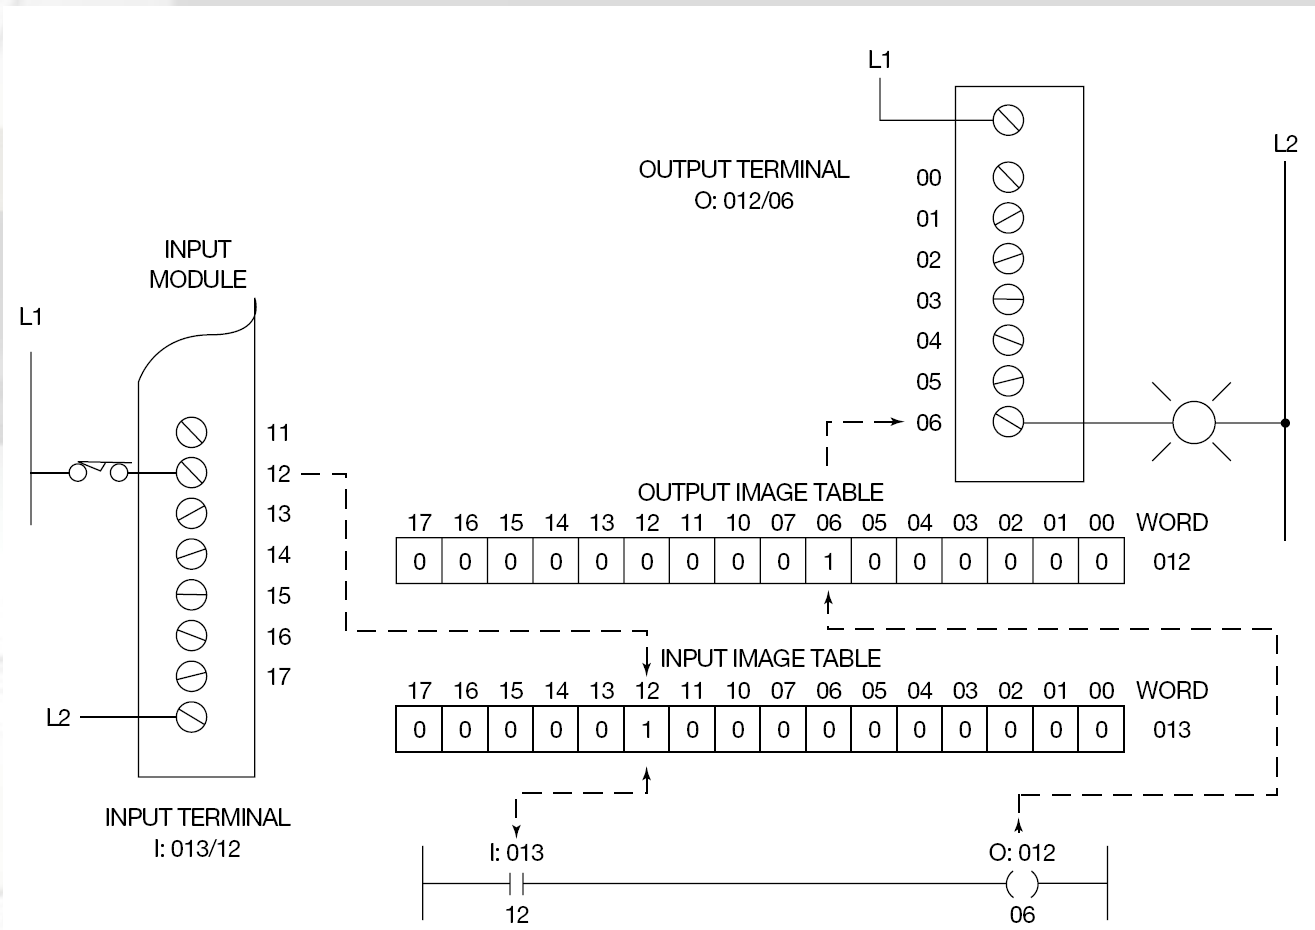 L1
L2
OUTPUT TERMINAL
O: 012/06
00
01
02
03
04
05
06
INPUT
MODULE
L1
11
12
13
14
15
16
17
L2
INPUT TERMINAL
I: 013/12
OUTPUT IMAGE TABLE
17 16 15 14 13 12 11 10 07 06 05 04 03 02 01 00 WORD
0 0 0 0 0 0 0 0 0 1 0 0 0 0 0 0 012
INPUT IMAGE TABLE
17 16 15 14 13 12 11 10 07 06 05 04 03 02 01 00 WORD
0 0 0 0 0 1 0 0 0 0 0 0 0 0 0 0 013
I: 013
12
O: 012
06